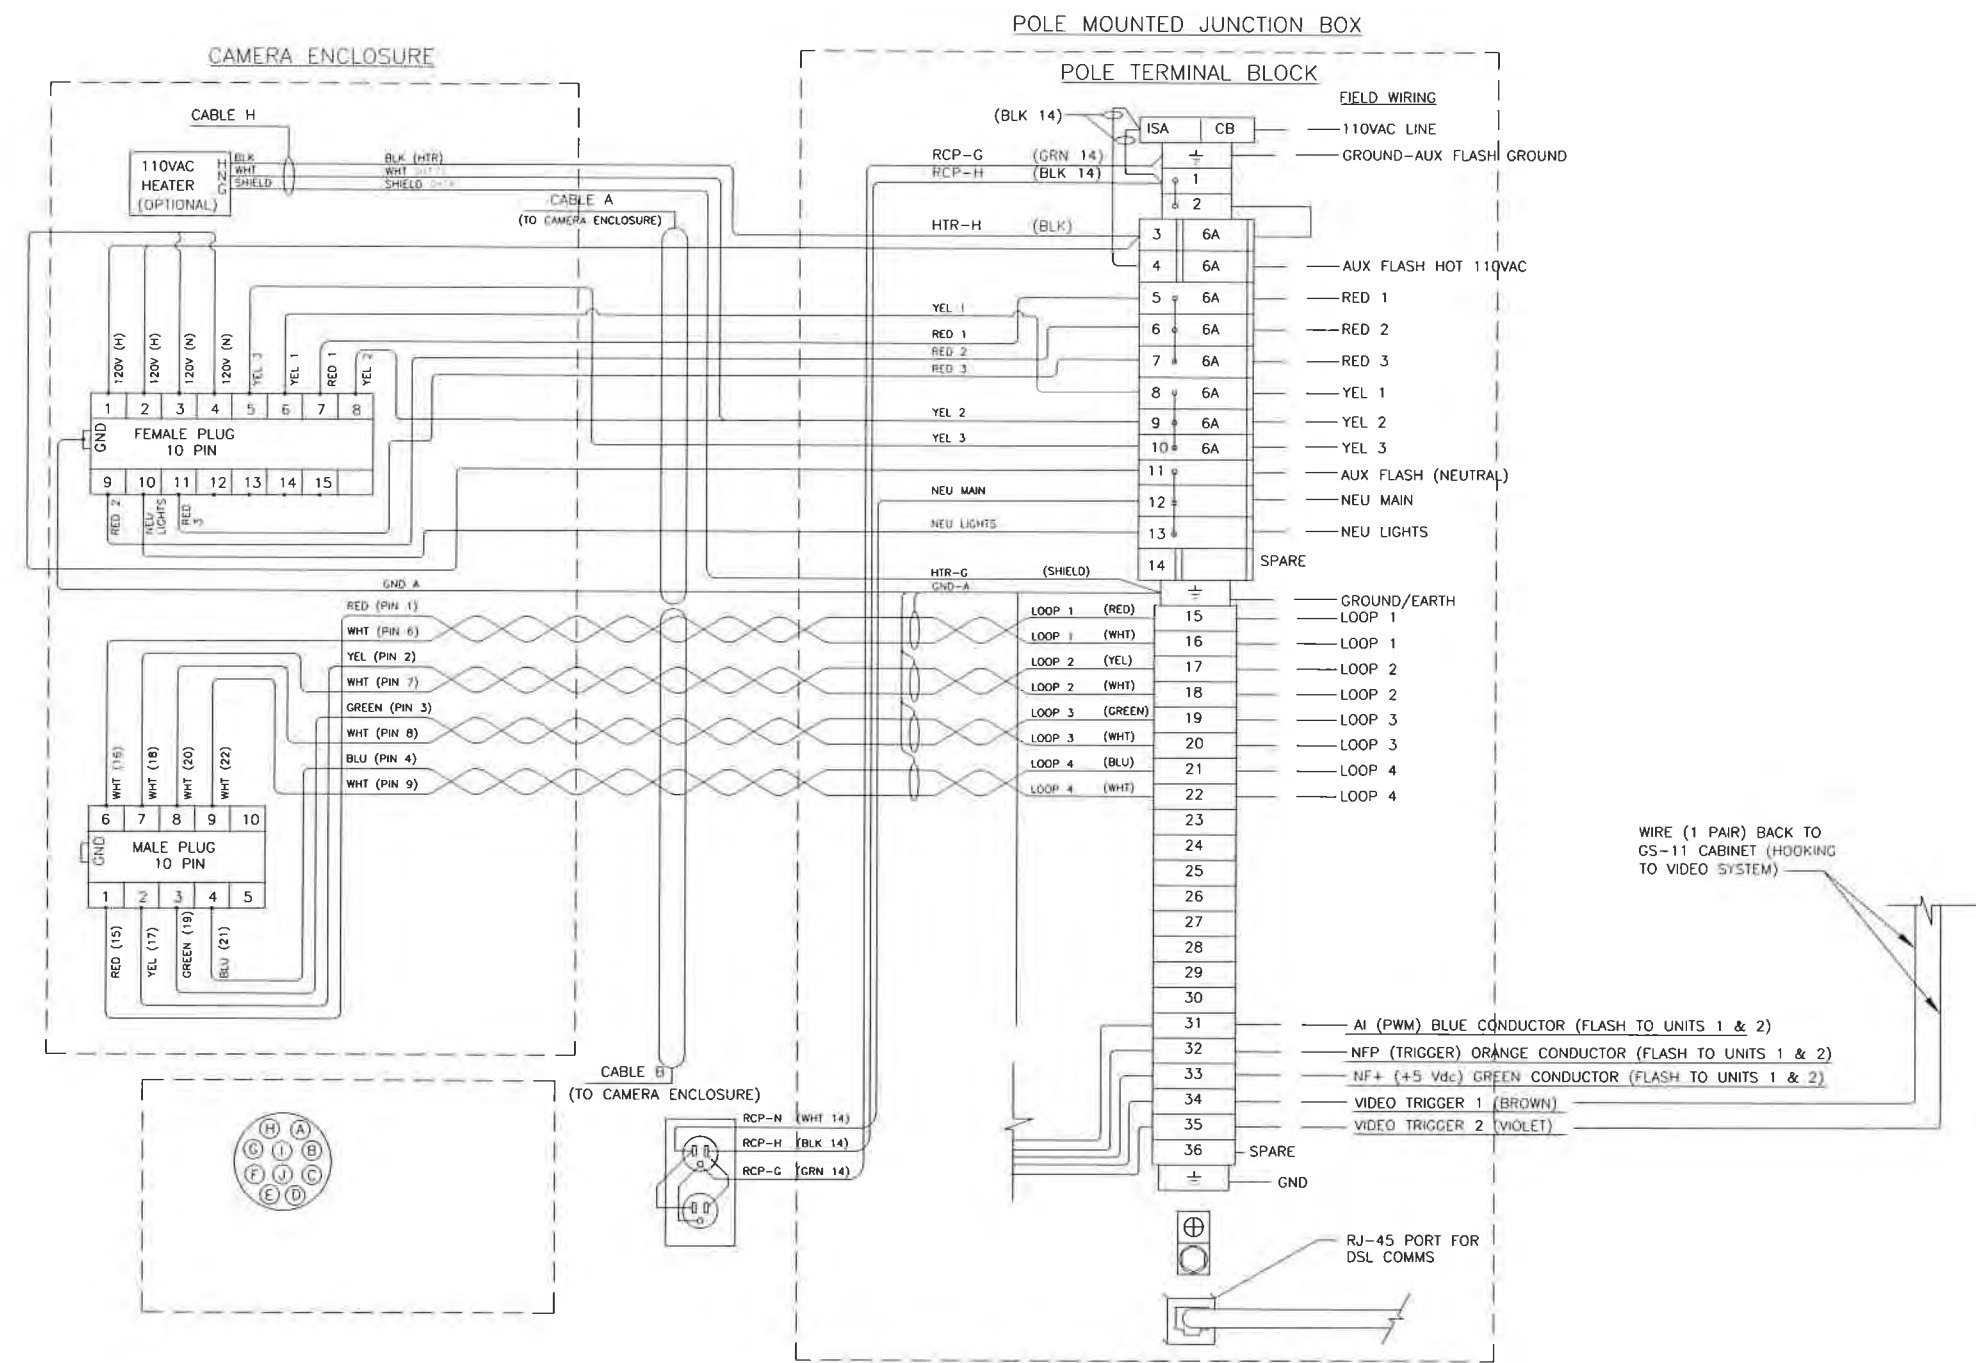 POLE MOUNTED JUNCTION BOX
CAMERA ENCLOSURE
POLE TERMINAL BLOCK
FIELD WIRING
CABLE H
(BLK 14)
ISA CB
110VAC LINE
110VAC
HEATER
(OPTIONAL)
H
N
G
BLK
WHT
SHIELD
BLK (HTR)
WHT
SHIELD
RCP-G (GRN 14)
RCP-H (BLK 14)
GROUND-AUX FLASH GROUND
1
2
CABLE A
(TO CAMERA ENCLOSURE)
HTR-H (BLK)
3 6A
4 6A
AUX FLASH HOT 110VAC
YEL 1
5 6A
RED 1
RED 1
6 6A
RED 2
RED 2
7 6A
RED 3
RED 3
8 6A
YEL 1
YEL 2
9 6A
YEL 2
YEL 3
10 6A
YEL 3
11
AUX FLASH (NEUTRAL)
NEU MAIN
12
NEU MAIN
NEU LIGHTS
13
NEU LIGHTS
14
SPARE
120V (H)
120V (H)
120V (N)
120V (N)
YEL 3
YEL 1
RED 1
YEL 2
1 2 3 4 5 6 7 8
GND
FEMALE PLUG
10 PIN
9 10 11 12 13 14 15
RED 2
NEU
LIGHTS
RED
3
GND A
HTR-G (SHIELD)
GND-A
GROUND/EARTH
RED (PIN 1)
LOOP 1 (RED)
15
LOOP 1
WHT (PIN 6)
LOOP 1 (WHT)
16
LOOP 1
YEL (PIN 2)
LOOP 2 (YEL)
17
LOOP 2
WHT (PIN 7)
LOOP 2 (WHT)
18
LOOP 2
GREEN (PIN 3)
LOOP 3 (GREEN)
19
LOOP 3
WHT (PIN 8)
LOOP 3 (WHT)
20
LOOP 3
BLU (PIN 4)
LOOP 4 (BLU)
21
LOOP 4
WHT (PIN 9)
LOOP 4 (WHT)
22
LOOP 4
WHT (16)
WHT (18)
WHT (20)
WHT (22)
6 7 8 9 10
GND
MALE PLUG
10 PIN
1 2 3 4 5
RED (15)
YEL (17)
GREEN (19)
BLU (21)
23
24
25
26
27
28
29
30
WIRE (1 PAIR) BACK TO
GS-11 CABINET (HOOKING
TO VIDEO SYSTEM)
31
AI (PWM) BLUE CONDUCTOR (FLASH TO UNITS 1 & 2)
32
NFP (TRIGGER) ORANGE CONDUCTOR (FLASH TO UNITS 1 & 2)
33
NF+ (+5 Vdc) GREEN CONDUCTOR (FLASH TO UNITS 1 & 2)
34
VIDEO TRIGGER 1 (BROWN)
35
VIDEO TRIGGER 2 (VIOLET)
36
SPARE
GND
CABLE B
(TO CAMERA ENCLOSURE)
RCP-N (WHT 14)
RCP-H (BLK 14)
RCP-G (GRN 14)
H A
G I B
F J C
E D
RJ-45 PORT FOR
DSL COMMS